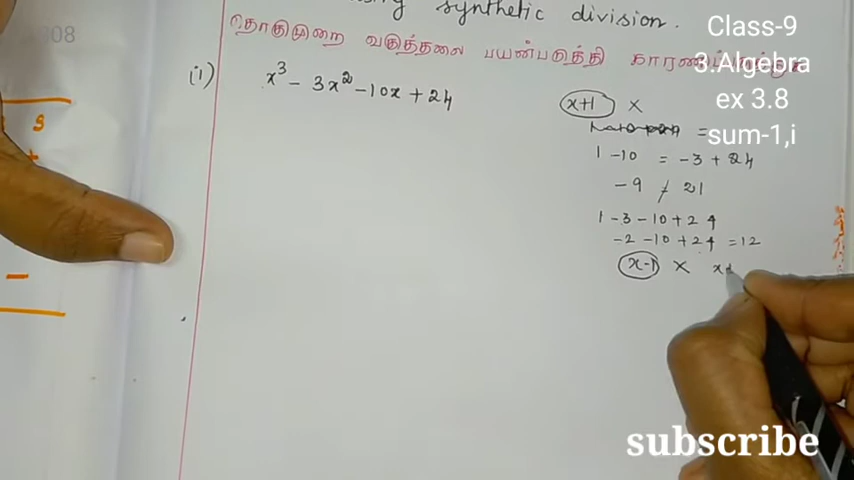 synthetic division.
தொகுமுறை வகுத்தலை பயன்படுத்தி
(i) x³ - 3x² - 10x + 24
Class-9
3.Algebra
ex 3.8
sum-1,i
x+1 ×
1 -10 = -3 + 24
-9 ≠ 21
1 -3 -10 +24
-2 -10 +24 = 12
x-1 × x
subscribe